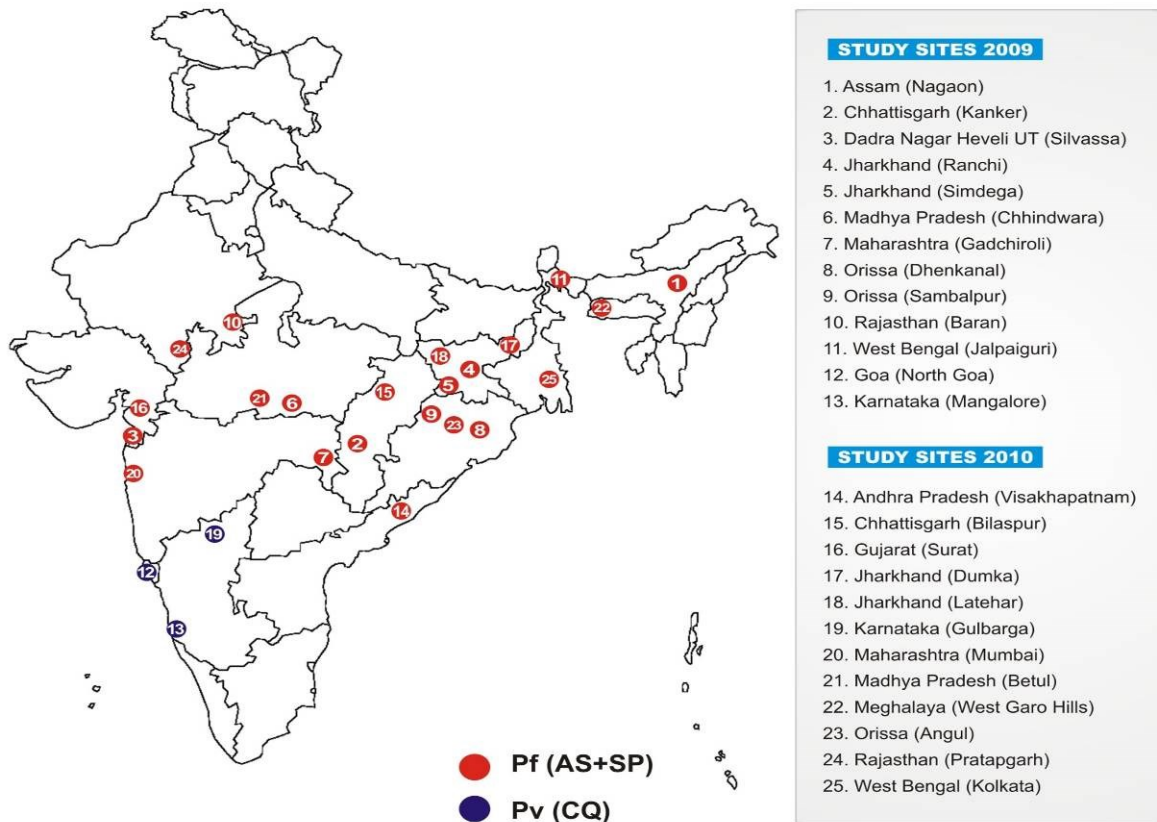 STUDY SITES 2009
1. Assam (Nagaon)
2. Chhattisgarh (Kanker)
3. Dadra Nagar Heveli UT (Silvassa)
4. Jharkhand (Ranchi)
5. Jharkhand (Simdega)
6. Madhya Pradesh (Chhindwara)
7. Maharashtra (Gadchiroli)
8. Orissa (Dhenkanal)
9. Orissa (Sambalpur)
10. Rajasthan (Baran)
11. West Bengal (Jalpaiguri)
12. Goa (North Goa)
13. Karnataka (Mangalore)
STUDY SITES 2010
14. Andhra Pradesh (Visakhapatnam)
15. Chhattisgarh (Bilaspur)
16. Gujarat (Surat)
17. Jharkhand (Dumka)
18. Jharkhand (Latehar)
19. Karnataka (Gulbarga)
20. Maharashtra (Mumbai)
21. Madhya Pradesh (Betul)
22. Meghalaya (West Garo Hills)
23. Orissa (Angul)
24. Rajasthan (Pratapgarh)
25. West Bengal (Kolkata)
11
1
22
10
24
17
18
4
25
5
15
21
6
16
9
23
8
3
2
7
20
14
19
12
13
Pf (AS+SP)
Pv (CQ)